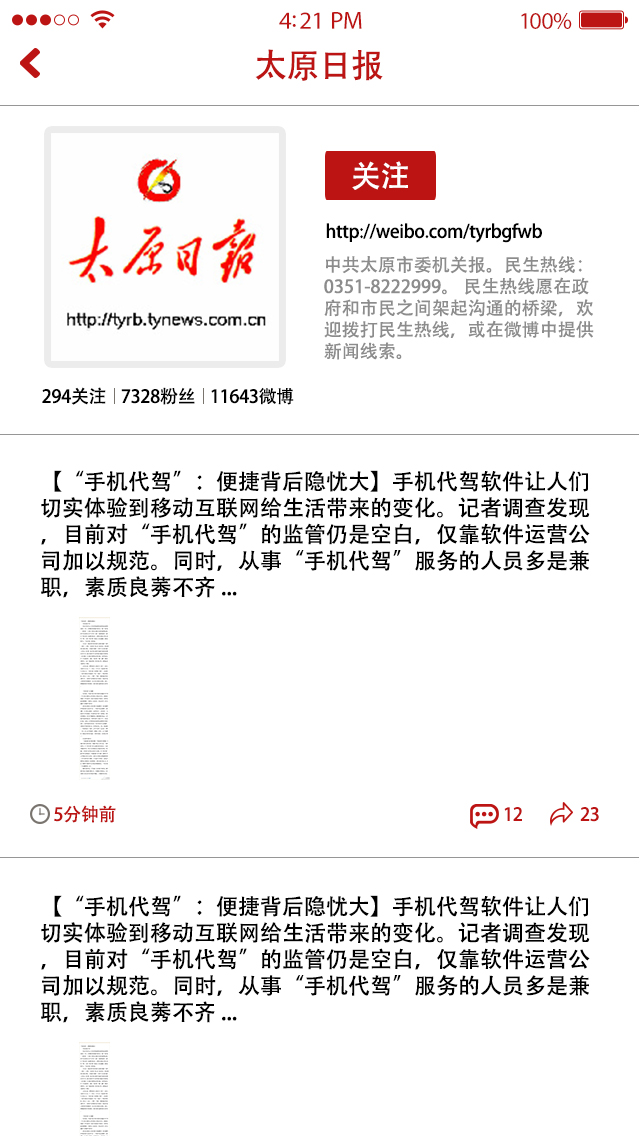 4:21 PM
100%
太原日报
太原日報
http://tyrb.tynews.com.cn
关注
http://weibo.com/tyrbgfwb
中共太原市委机关报。民生热线：
0351-8222999。 民生热线愿在政
府和市民之间架起沟通的桥梁，欢
迎拨打民生热线，或在微博中提供
新闻线索。
294关注 | 7328粉丝 | 11643微博
【“手机代驾”：便捷背后隐忧大】手机代驾软件让人们
切实体验到移动互联网给生活带来的变化。记者调查发现
，目前对“手机代驾”的监管仍是空白，仅靠软件运营公
司加以规范。同时，从事“手机代驾”服务的人员多是兼
职，素质良莠不齐 ...
5分钟前
12
23
【“手机代驾”：便捷背后隐忧大】手机代驾软件让人们
切实体验到移动互联网给生活带来的变化。记者调查发现
，目前对“手机代驾”的监管仍是空白，仅靠软件运营公
司加以规范。同时，从事“手机代驾”服务的人员多是兼
职，素质良莠不齐 ...